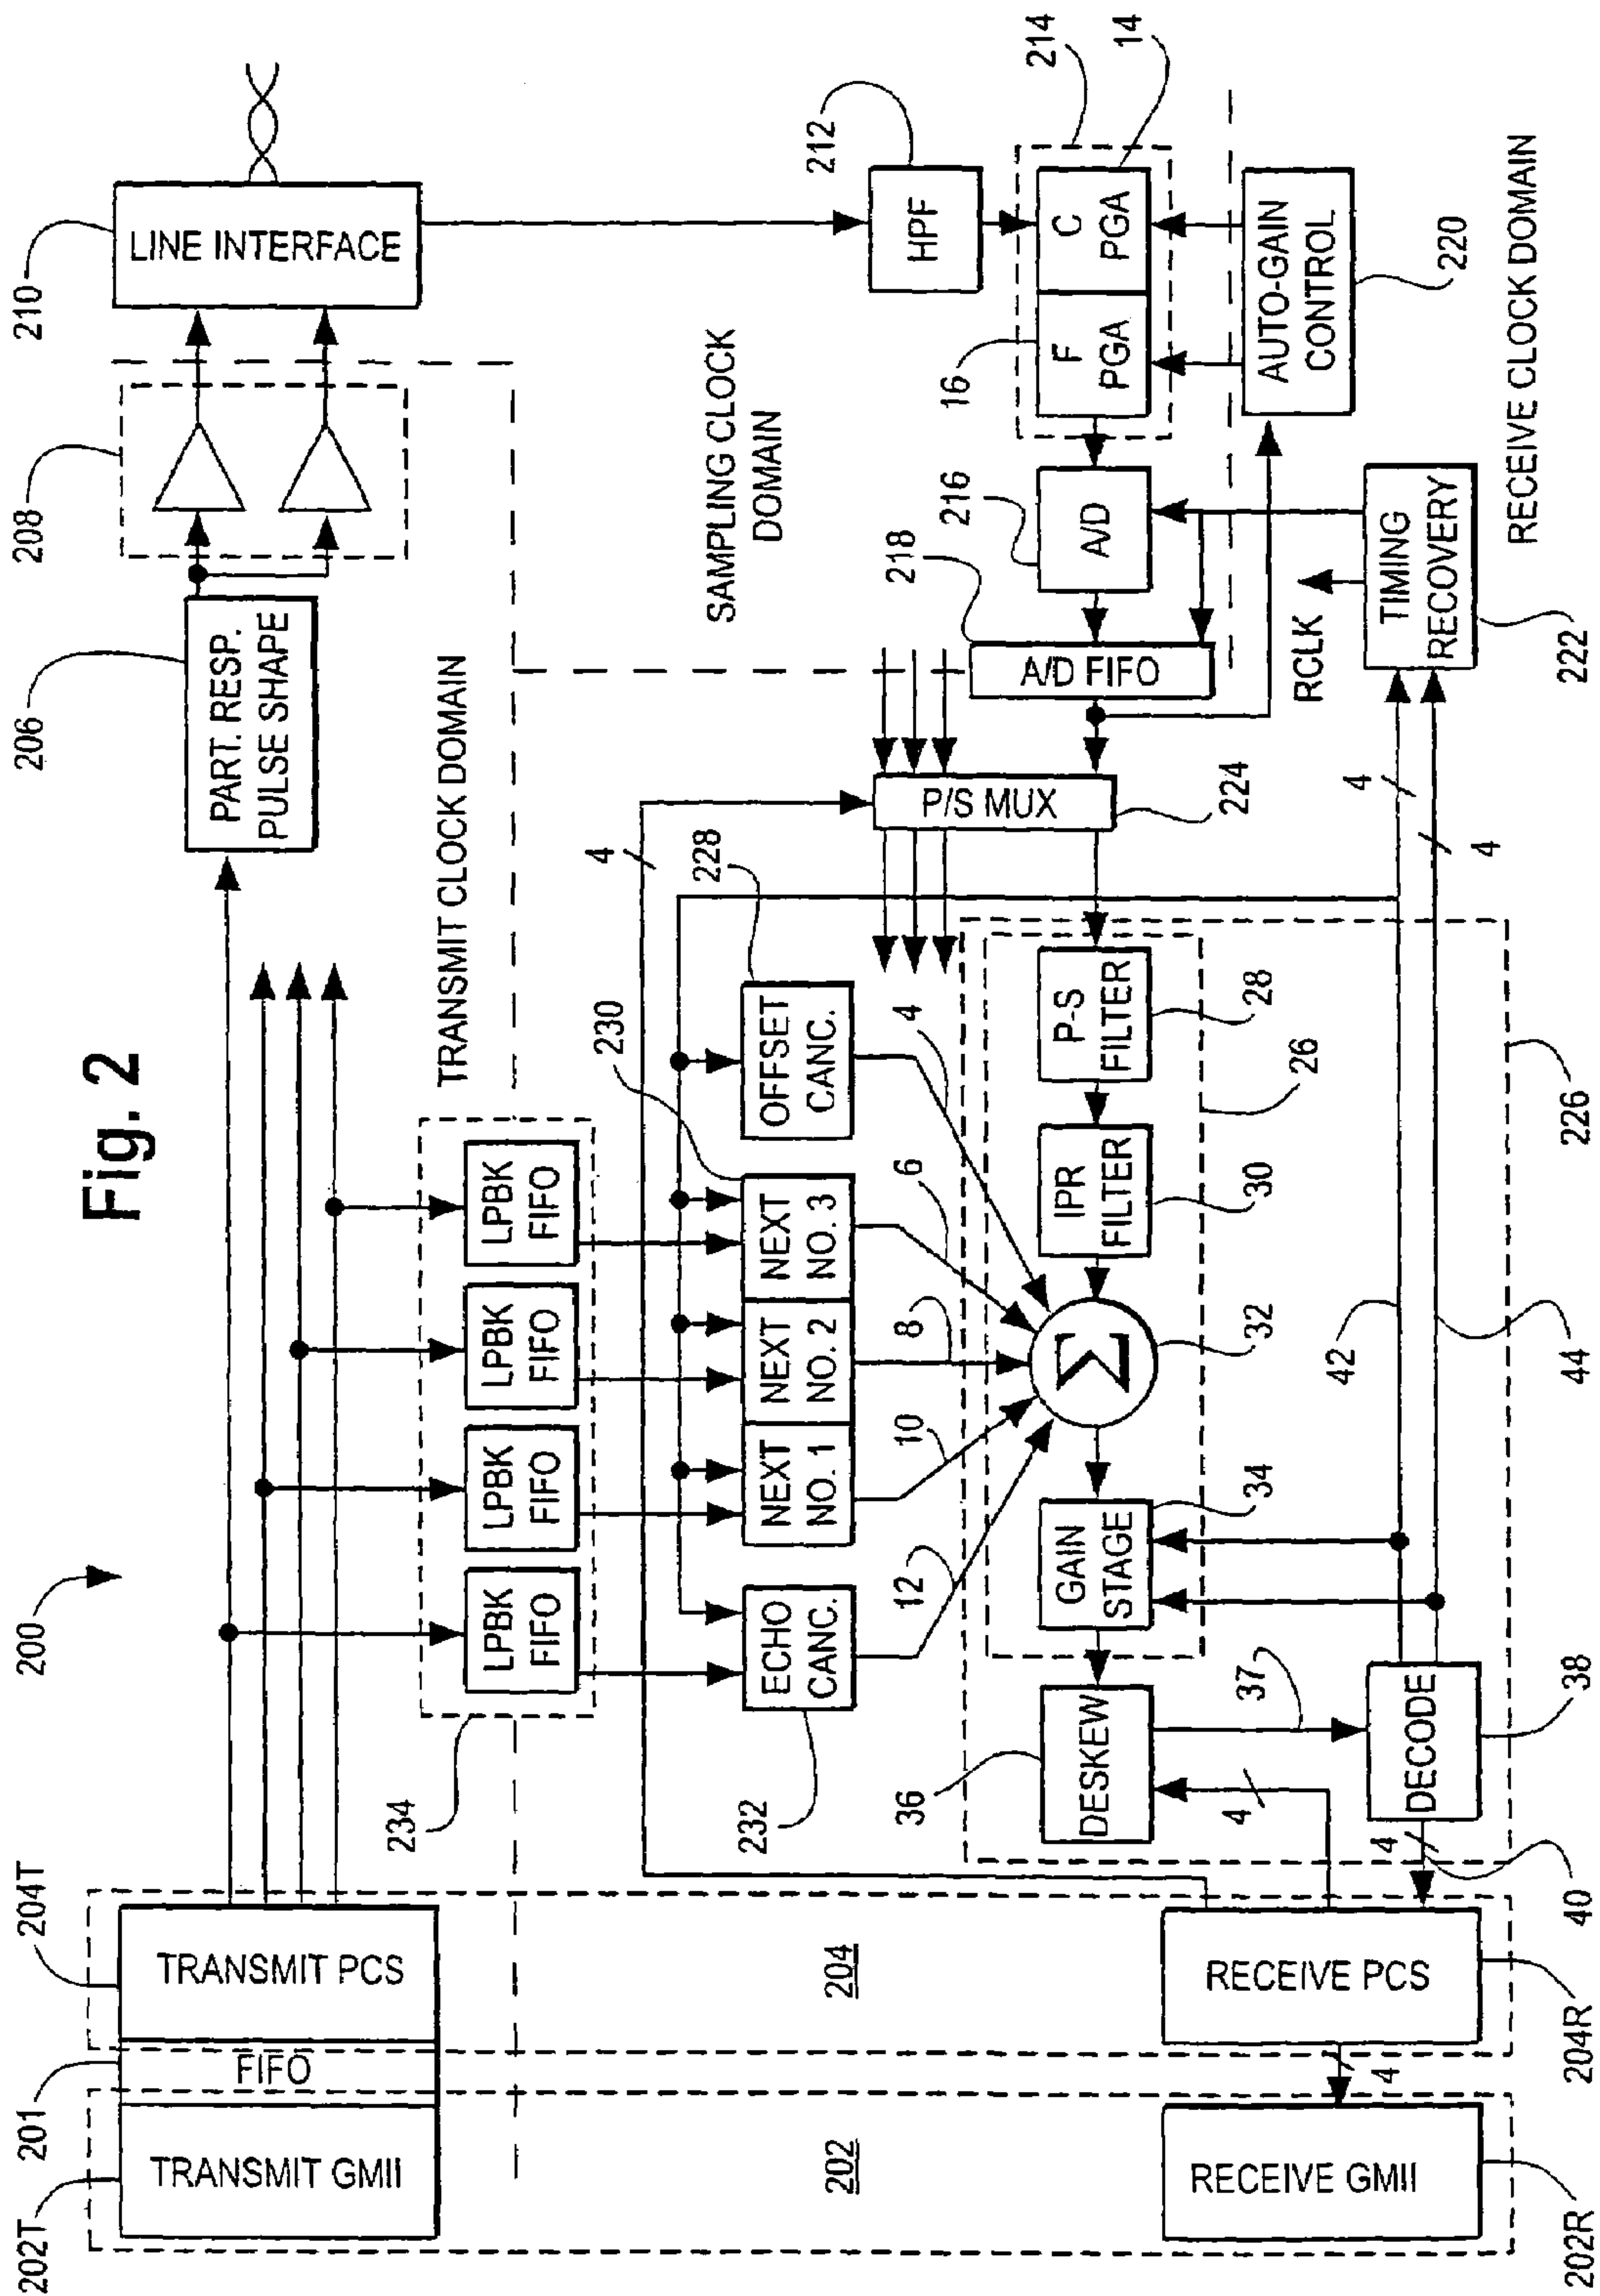 Fig. 2
200
202T
201
204T
TRANSMIT GMII
FIFO
TRANSMIT PCS
206
PART. RESP.
PULSE SHAPE
208
210
LINE INTERFACE
TRANSMIT CLOCK DOMAIN
SAMPLING CLOCK
DOMAIN
234
LPBK
FIFO
LPBK
FIFO
LPBK
FIFO
LPBK
FIFO
4
230
228
232
ECHO
CANC.
NEXT
NO. 1
NEXT
NO. 2
NEXT
NO. 3
OFFSET
CANC.
12
10
8
6
4
P/S MUX
224
218
A/D FIFO
216
A/D
16
F
PGA
C
PGA
214
14
HPF
212
202
204
36
DESKEW
GAIN
STAGE
34
Σ
32
IPR
FILTER
30
P-S
FILTER
28
26
37
4
42
44
4
4
RCLK
TIMING
RECOVERY
222
AUTO-GAIN
CONTROL
220
RECEIVE CLOCK DOMAIN
RECEIVE GMII
202R
4
RECEIVE PCS
204R
4
40
DECODE
38
226